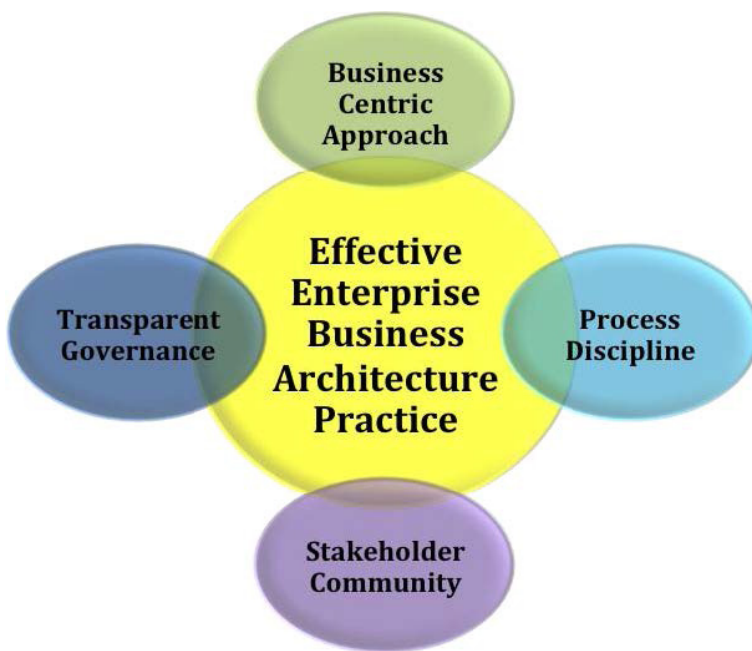 Business
Centric
Approach
Effective
Enterprise
Business
Architecture
Practice
Transparent
Governance
Process
Discipline
Stakeholder
Community